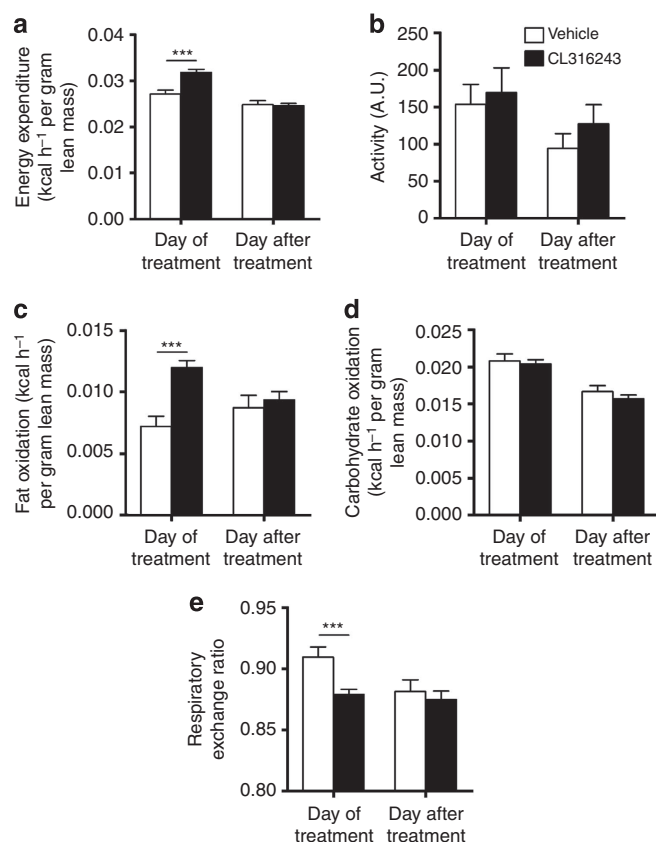 a
Energy expenditure
(kcal h⁻¹ per gram
lean mass)
0.04
0.03
0.02
0.01
0.00
***
Day of
treatment
Day after
treatment
b
Vehicle
CL316243
Activity (A.U.)
250
200
150
100
50
0
Day of
treatment
Day after
treatment
c
Fat oxidation (kcal h⁻¹
per gram lean mass)
0.015
0.010
0.005
0.000
***
Day of
treatment
Day after
treatment
d
Carbohydrate oxidation
(kcal h⁻¹ per gram
lean mass)
0.025
0.020
0.015
0.010
0.005
0.000
Day of
treatment
Day after
treatment
e
Respiratory
exchange ratio
0.95
0.90
0.85
0.80
***
Day of
treatment
Day after
treatment